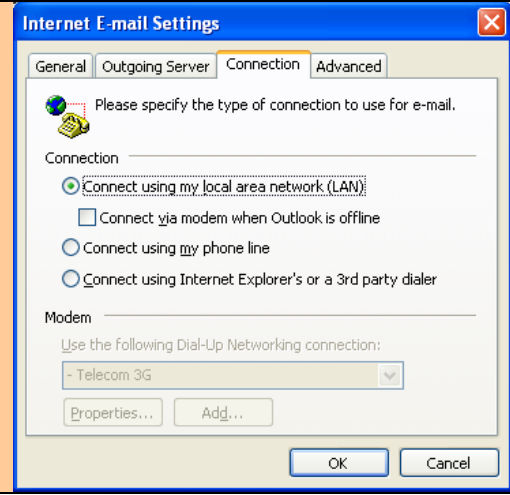 Internet E-mail Settings
General Outgoing Server Connection Advanced
Please specify the type of connection to use for e-mail.
Connection
Connect using my local area network (LAN)
Connect via modem when Outlook is offline
Connect using my phone line
Connect using Internet Explorer's or a 3rd party dialer
Modem
Use the following Dial-Up Networking connection:
- Telecom 3G
Properties... Add...
OK Cancel